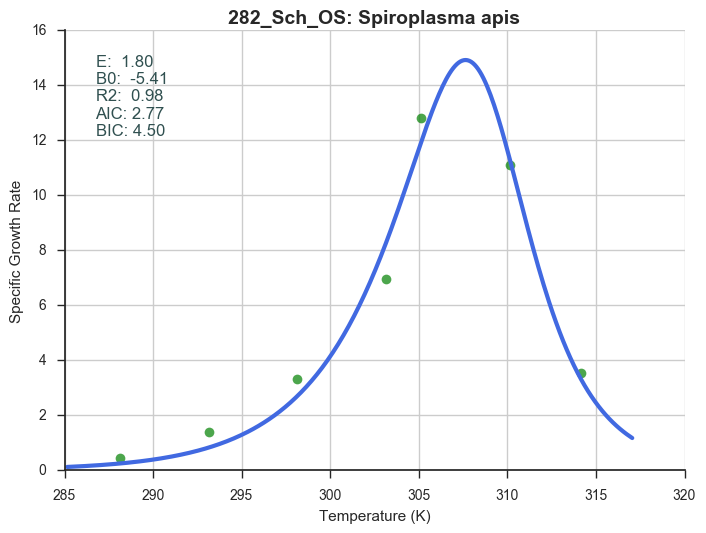 282_Sch_OS: Spiroplasma apis
E:  1.80
B0:  -5.41
R2:  0.98
AIC: 2.77
BIC: 4.50
Specific Growth Rate
16
14
12
10
8
6
4
2
0
285 290 295 300 305 310 315 320
Temperature (K)